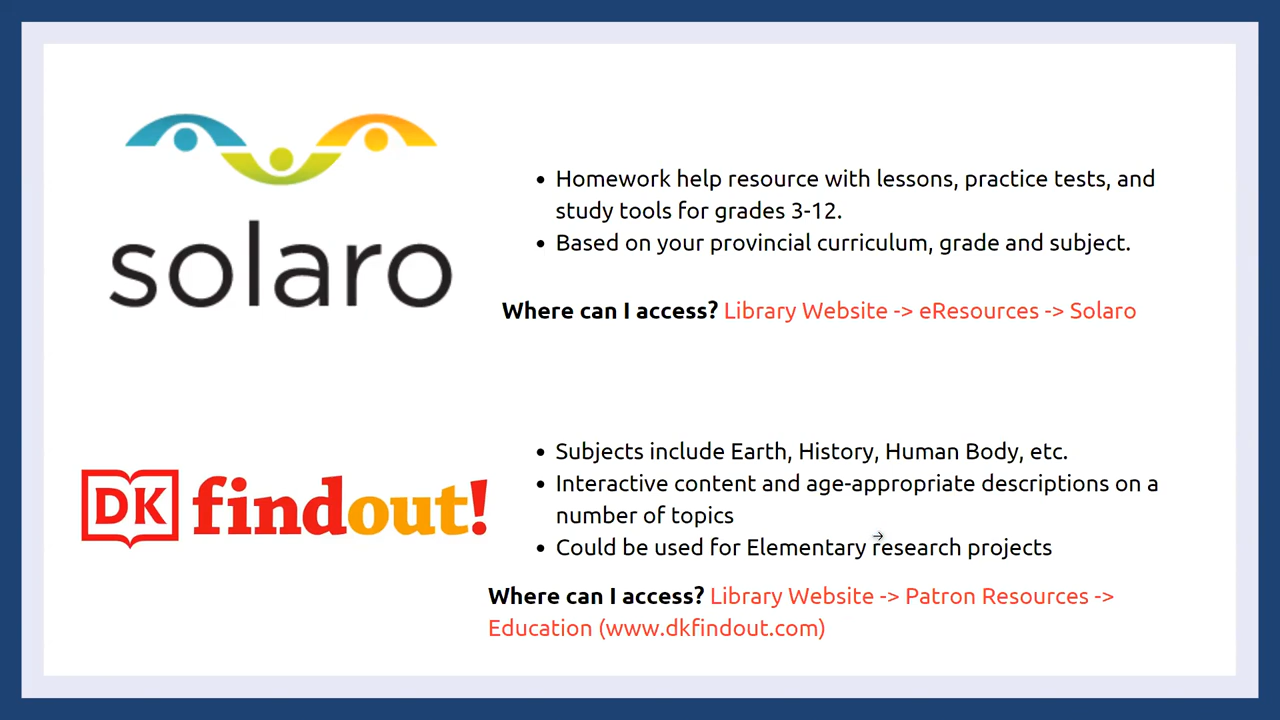 solaro
• Homework help resource with lessons, practice tests, and
study tools for grades 3-12.
• Based on your provincial curriculum, grade and subject.
Where can I access? Library Website -> eResources -> Solaro
DK findout!
• Subjects include Earth, History, Human Body, etc.
• Interactive content and age-appropriate descriptions on a
number of topics
• Could be used for Elementary research projects
Where can I access? Library Website -> Patron Resources ->
Education (www.dkfindout.com)